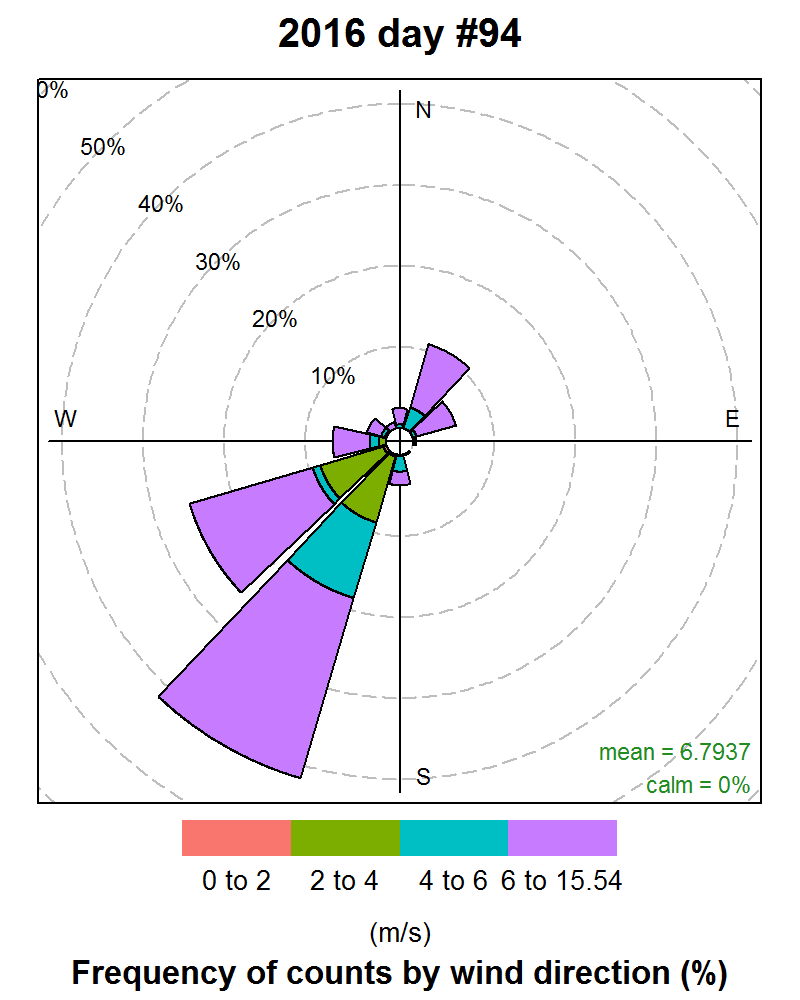 2016 day #94
0%
N
50%
40%
30%
20%
10%
W
E
mean = 6.7937
S
calm = 0%
0 to 2
2 to 4
4 to 6
6 to 15.54
(m/s)
Frequency of counts by wind direction (%)